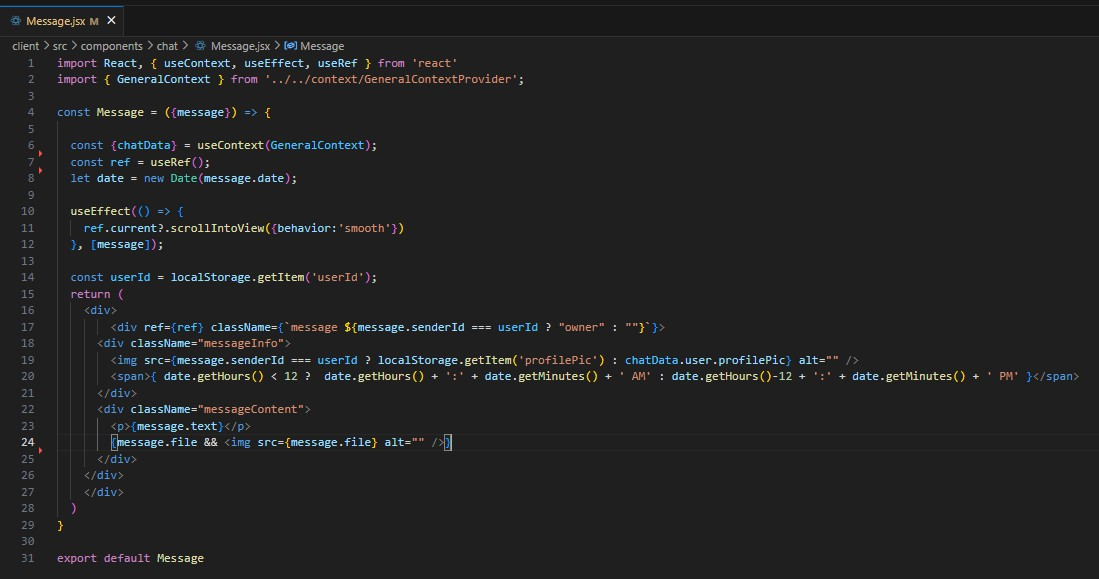 Message.jsx M ×
client > src > components > chat > Message.jsx > Message
1 import React, { useContext, useEffect, useRef } from 'react'
2 import { GeneralContext } from '../../context/GeneralContextProvider';
3
4 const Message = ({message}) => {
5
6 const {chatData} = useContext(GeneralContext);
7 const ref = useRef();
8 let date = new Date(message.date);
9
10 useEffect(() => {
11 ref.current?.scrollIntoView({behavior:'smooth'})
12 }, [message]);
13
14 const userId = localStorage.getItem('userId');
15 return (
16 <div>
17 <div ref={ref} className={`message ${message.senderId === userId ? "owner" : ""}`}>
18 <div className="messageInfo">
19 <img src={message.senderId === userId ? localStorage.getItem('profilePic') : chatData.user.profilePic} alt="" />
20 <span>{ date.getHours() < 12 ?  date.getHours() + ':' + date.getMinutes() + ' AM' : date.getHours()-12 + ':' + date.getMinutes() + ' PM' }</span>
21 </div>
22 <div className="messageContent">
23 <p>{message.text}</p>
24 {message.file && <img src={message.file} alt="" />}
25 </div>
26 </div>
27 </div>
28 )
29 }
30
31 export default Message